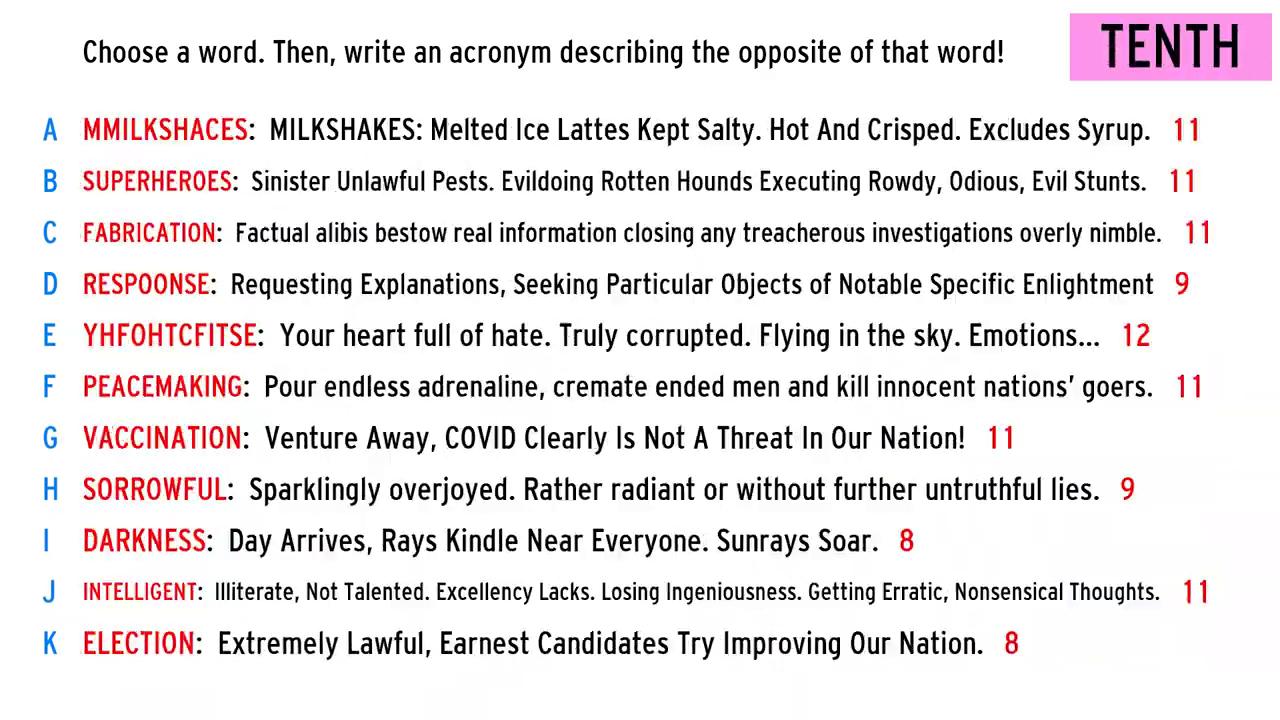 Choose a word. Then, write an acronym describing the opposite of that word!
TENTH
A MMILKSHACES: MILKSHAKES: Melted Ice Lattes Kept Salty. Hot And Crisped. Excludes Syrup. 11
B SUPERHEROES: Sinister Unlawful Pests. Evildoing Rotten Hounds Executing Rowdy, Odious, Evil Stunts. 11
C FABRICATION: Factual alibis bestow real information closing any treacherous investigations overly nimble. 11
D RESPOONSE: Requesting Explanations, Seeking Particular Objects of Notable Specific Enlightment 9
E YHFOHTCFITSE: Your heart full of hate. Truly corrupted. Flying in the sky. Emotions... 12
F PEACEMAKING: Pour endless adrenaline, cremate ended men and kill innocent nations' goers. 11
G VACCINATION: Venture Away, COVID Clearly Is Not A Threat In Our Nation! 11
H SORROWFUL: Sparklingly overjoyed. Rather radiant or without further untruthful lies. 9
I DARKNESS: Day Arrives, Rays Kindle Near Everyone. Sunrays Soar. 8
J INTELLIGENT: Illiterate, Not Talented. Excellency Lacks. Losing Ingeniousness. Getting Erratic, Nonsensical Thoughts. 11
K ELECTION: Extremely Lawful, Earnest Candidates Try Improving Our Nation. 8